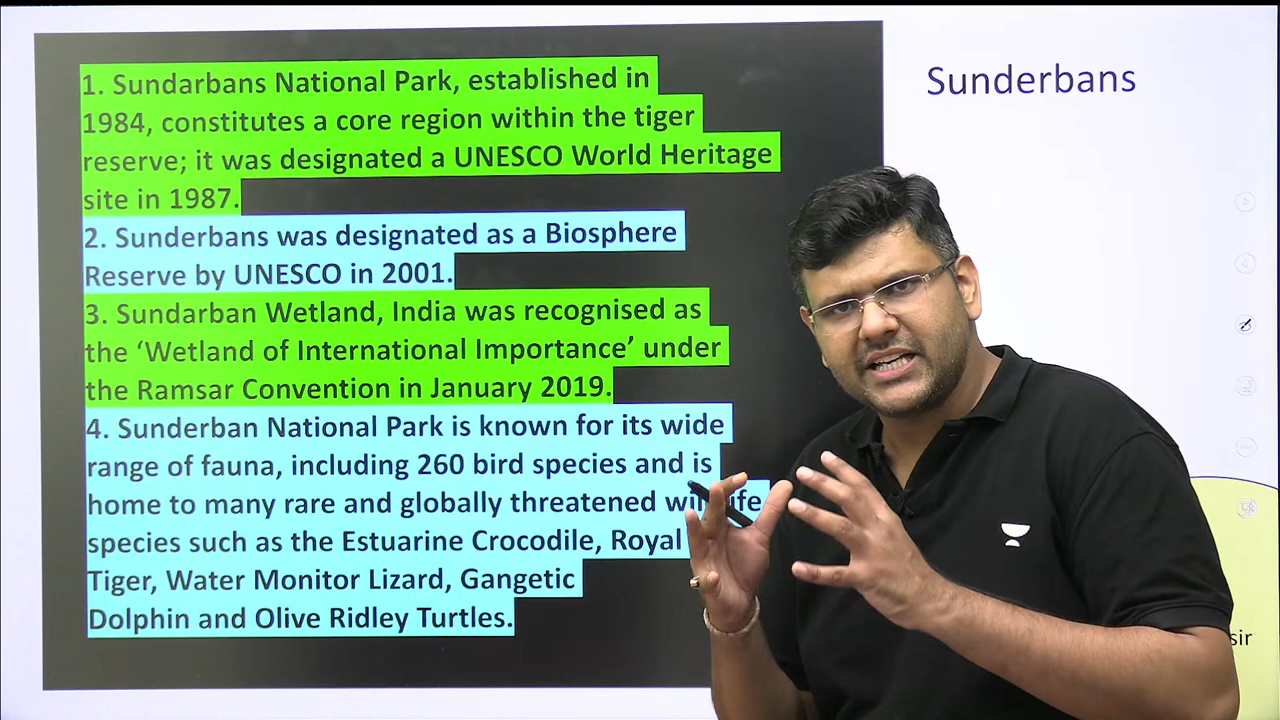 Sunderbans
1. Sundarbans National Park, established in
1984, constitutes a core region within the tiger
reserve; it was designated a UNESCO World Heritage
site in 1987.
2. Sunderbans was designated as a Biosphere
Reserve by UNESCO in 2001.
3. Sundarban Wetland, India was recognised as
the ‘Wetland of International Importance’ under
the Ramsar Convention in January 2019.
4. Sunderban National Park is known for its wide
range of fauna, including 260 bird species and is
home to many rare and globally threatened
species such as the Estuarine Crocodile, Royal
Tiger, Water Monitor Lizard, Gangetic
Dolphin and Olive Ridley Turtles.
sir